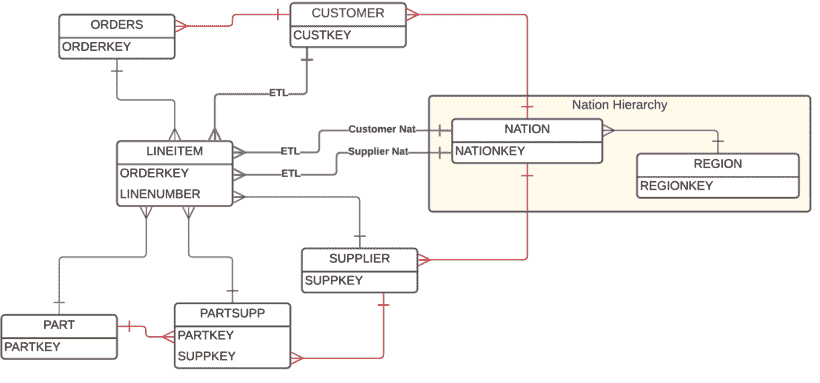 ORDERS
ORDERKEY
CUSTOMER
CUSTKEY
ETL
Nation Hierarchy
Customer Nat
ETL
Supplier Nat
ETL
NATION
NATIONKEY
REGION
REGIONKEY
LINEITEM
ORDERKEY
LINENUMBER
SUPPLIER
SUPPKEY
PART
PARTKEY
PARTSUPP
PARTKEY
SUPPKEY